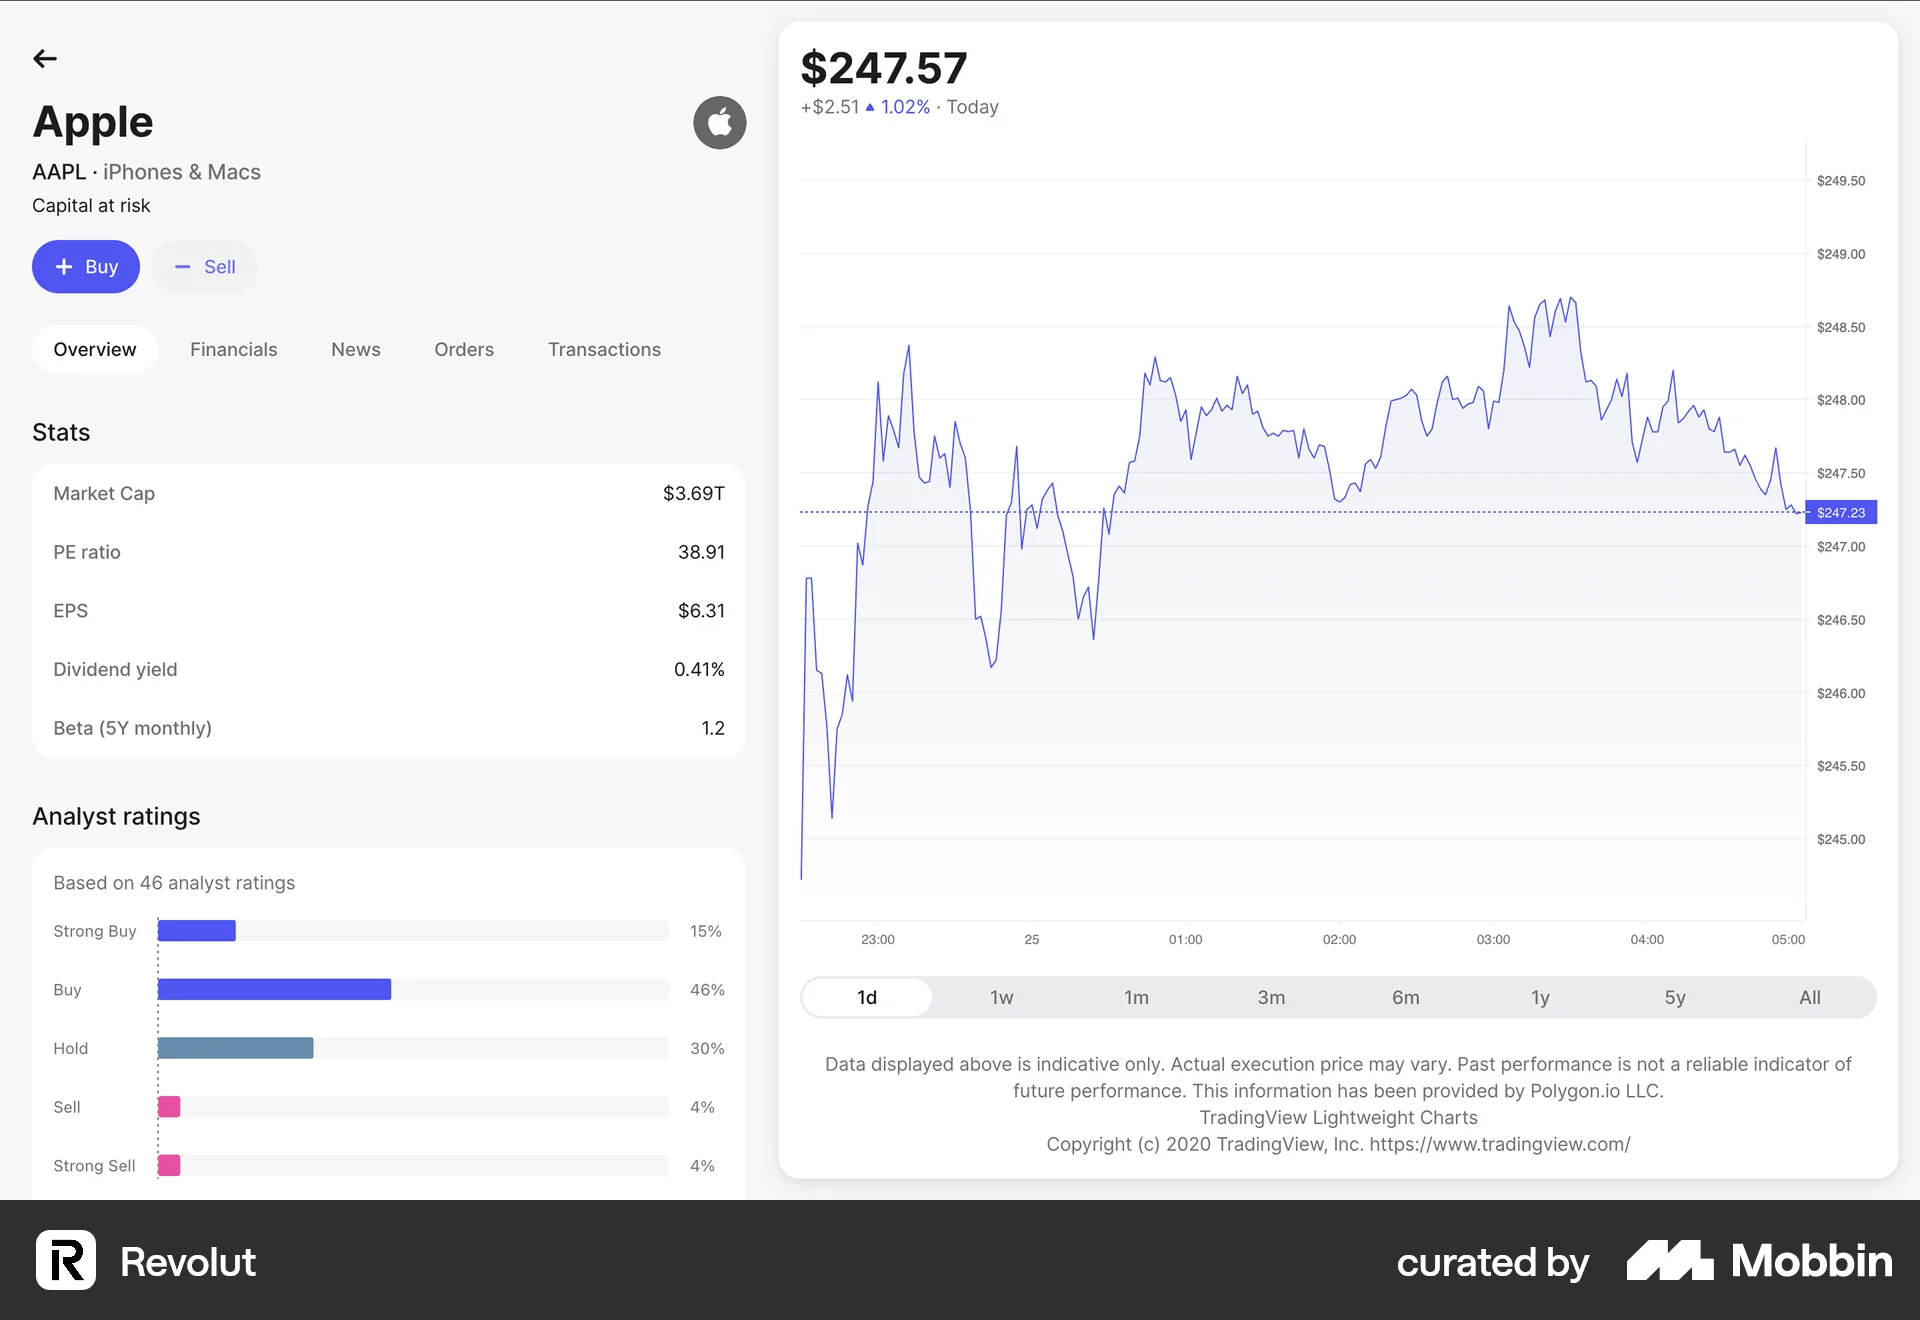 Apple
AAPL · iPhones & Macs
Capital at risk
+ Buy
− Sell
Overview
Financials
News
Orders
Transactions
Stats
Market Cap $3.69T
PE ratio 38.91
EPS $6.31
Dividend yield 0.41%
Beta (5Y monthly) 1.2
Analyst ratings
Based on 46 analyst ratings
Strong Buy 15%
Buy 46%
Hold 30%
Sell 4%
Strong Sell 4%
$247.57
+$2.51 ▲ 1.02% · Today
$249.50
$249.00
$248.50
$248.00
$247.50
$247.23
$247.00
$246.50
$246.00
$245.50
$245.00
23:00 25 01:00 02:00 03:00 04:00 05:00
1d 1w 1m 3m 6m 1y 5y All
Data displayed above is indicative only. Actual execution price may vary. Past performance is not a reliable indicator of
future performance. This information has been provided by Polygon.io LLC.
TradingView Lightweight Charts
Copyright (c) 2020 TradingView, Inc. https://www.tradingview.com/
R Revolut
curated by Mobbin